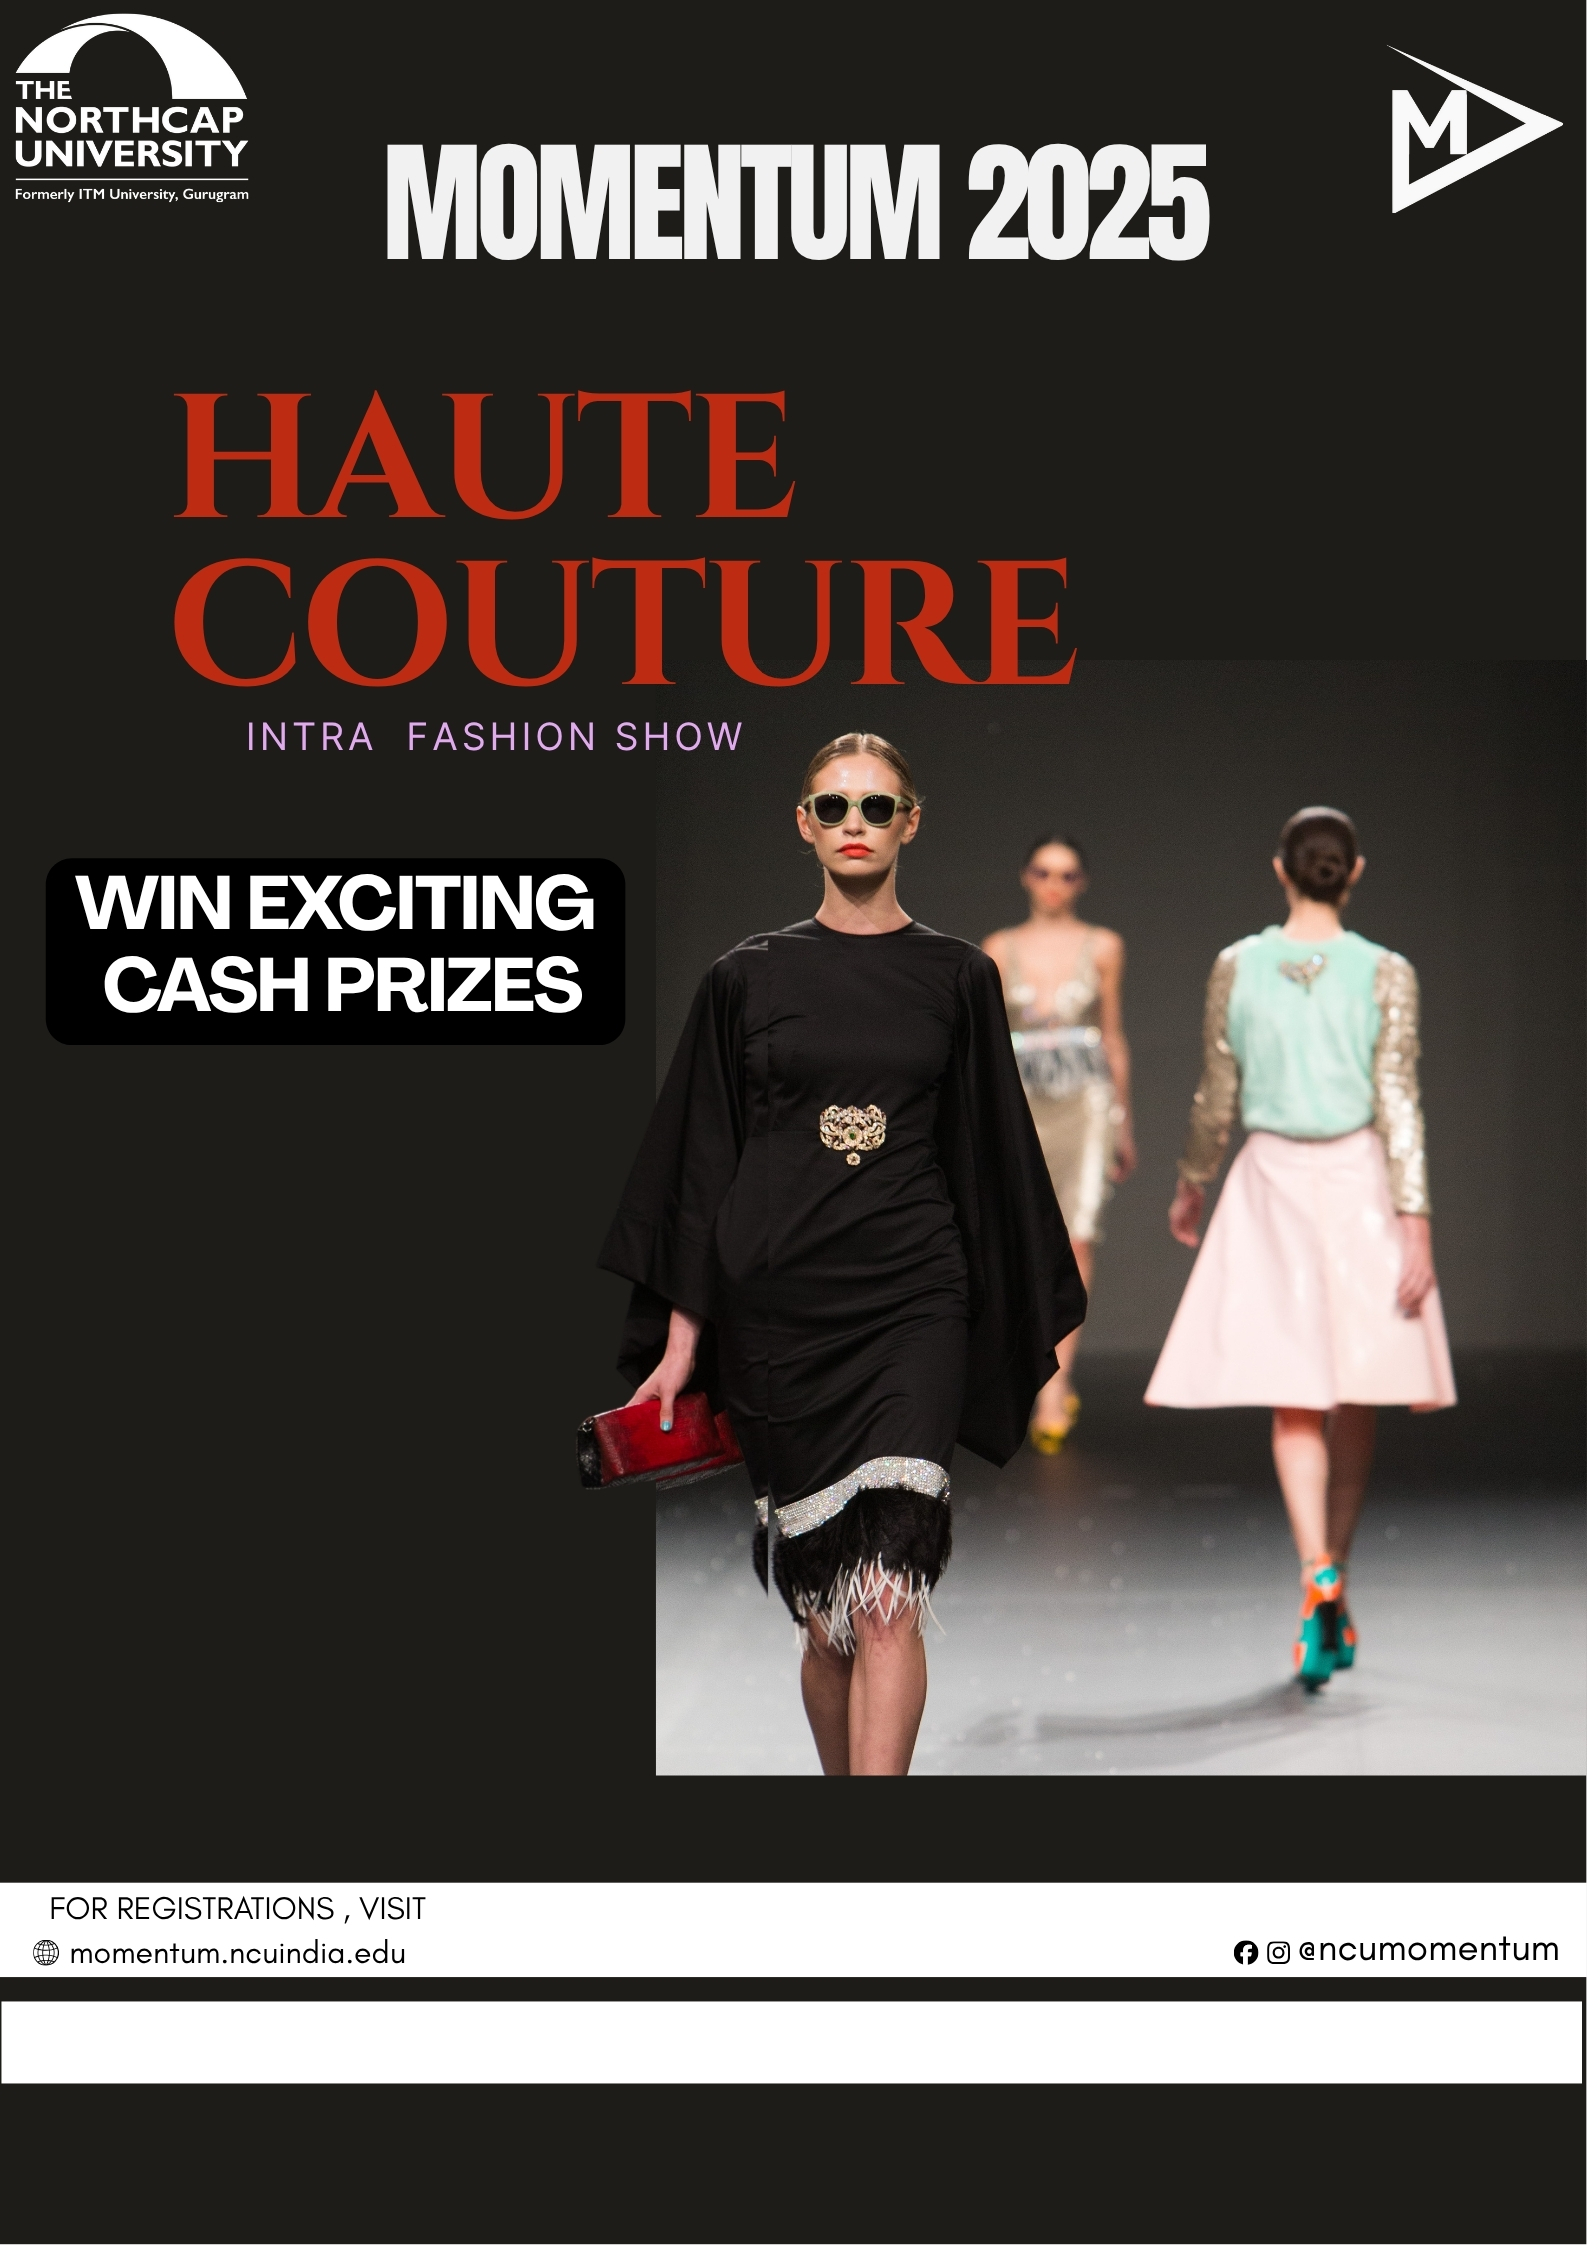 THE
NORTHCAP
UNIVERSITY
Formerly ITM University, Gurugram
M
MOMENTUM 2025
HAUTE
COUTURE
INTRA FASHION SHOW
WIN EXCITING
CASH PRIZES
FOR REGISTRATIONS , VISIT
momentum.ncuindia.edu
@ncumomentum